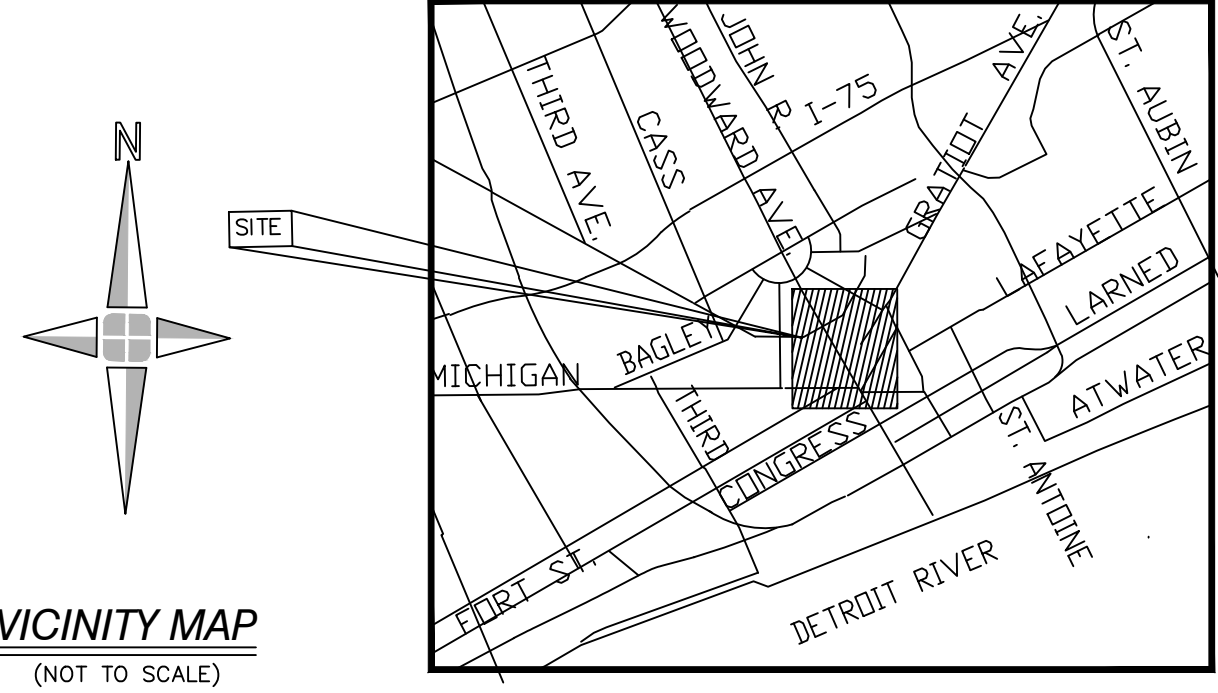 N
SITE
VICINITY MAP
(NOT TO SCALE)
THIRD AVE.
CASS
WOODWARD AVE.
JOHN R.
I-75
GRATIOT AVE.
ST. AUBIN
LAFAYETTE
LARNED
ATWATER
BAGLEY
MICHIGAN
THIRD
CONGRESS
ST. ANTOINE
FORT ST.
DETROIT RIVER